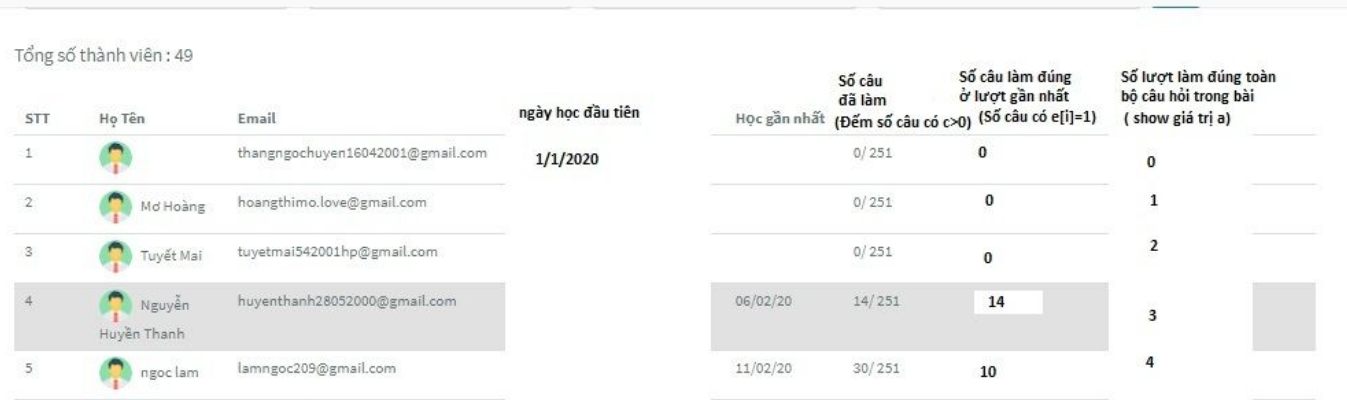 Tổng số thành viên : 49
STT Họ Tên Email ngày học đầu tiên Học gần nhất Số câu đã làm (Đếm số câu có c>0) Số câu làm đúng ở lượt gần nhất (Số câu có e[i]=1) Số lượt làm đúng toàn bộ câu hỏi trong bài ( show giá trị a)
1 thangngochuyen16042001@gmail.com 1/1/2020 0/ 251 0 0
2 Mơ Hoàng hoangthimo.love@gmail.com 0/ 251 0 1
3 Tuyết Mai tuyetmai542001hp@gmail.com 0/ 251 0 2
4 Nguyễn Huyền Thanh huyenthanh28052000@gmail.com 06/02/20 14/ 251 14 3
5 ngoc lam lamngoc209@gmail.com 11/02/20 30/ 251 10 4